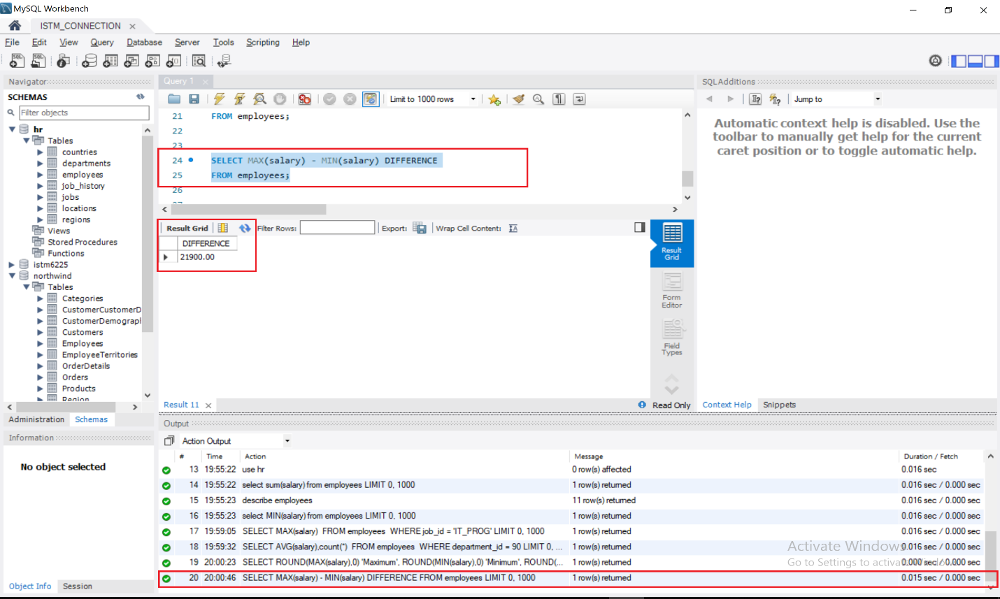 MySQL Workbench
ISTM_CONNECTION
File Edit View Query Database Server Tools Scripting Help
Navigator
SCHEMAS
Filter objects
hr
Tables
countries
departments
employees
job_history
jobs
locations
regions
Views
Stored Procedures
Functions
istm6225
northwind
Tables
Categories
CustomerCustomerD
CustomerDemograpl
Customers
Employees
EmployeeTerritories
OrderDetails
Orders
Products
Region
Administration Schemas
Information
No object selected
Object Info Session
Query 1
Limit to 1000 rows
21 FROM employees;
22
23
24 SELECT MAX(salary) - MIN(salary) DIFFERENCE
25 FROM employees;
26
27
Result Grid Filter Rows: Export: Wrap Cell Content:
DIFFERENCE
21900.00
Result Grid
Form Editor
Field Types
Result 11
Read Only
SQLAdditions
Jump to
Automatic context help is disabled. Use the
toolbar to manually get help for the current
caret position or to toggle automatic help.
Context Help Snippets
Output
Action Output
# Time Action Message Duration / Fetch
13 19:55:22 use hr 0 row(s) affected 0.016 sec
14 19:55:22 select sum(salary) from employees LIMIT 0, 1000 1 row(s) returned 0.016 sec / 0.000 sec
15 19:55:23 describe employees 11 row(s) returned 0.016 sec / 0.000 sec
16 19:55:23 select MIN(salary) from employees LIMIT 0, 1000 1 row(s) returned 0.016 sec / 0.000 sec
17 19:59:05 SELECT MAX(salary) FROM employees WHERE job_id = 'IT_PROG' LIMIT 0, 1000 1 row(s) returned 0.016 sec / 0.000 sec
18 19:59:32 SELECT AVG(salary),count(*) FROM employees WHERE department_id = 90 LIMIT 0, ... 1 row(s) returned 0.016 sec / 0.000 sec
19 20:00:23 SELECT ROUND(MAX(salary),0) 'Maximum', ROUND(MIN(salary),0) 'Minimum', ROUND(... 1 row(s) returned 0.000 sec / 0.000 sec
20 20:00:46 SELECT MAX(salary) - MIN(salary) DIFFERENCE FROM employees LIMIT 0, 1000 1 row(s) returned 0.015 sec / 0.000 sec
Activate Windows
Go to Settings to activate Windows.